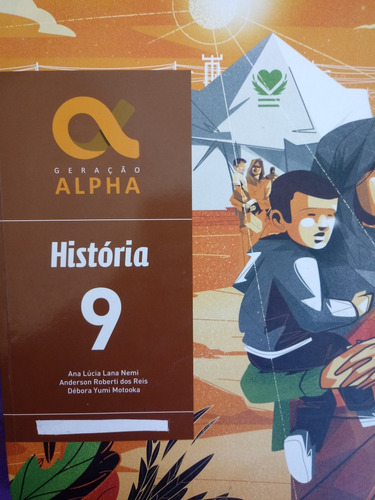 GERAÇÃO
ALPHA
História
9
Ana Lúcia Lana Nemi
Anderson Roberti dos Reis
Débora Yumi Motooka